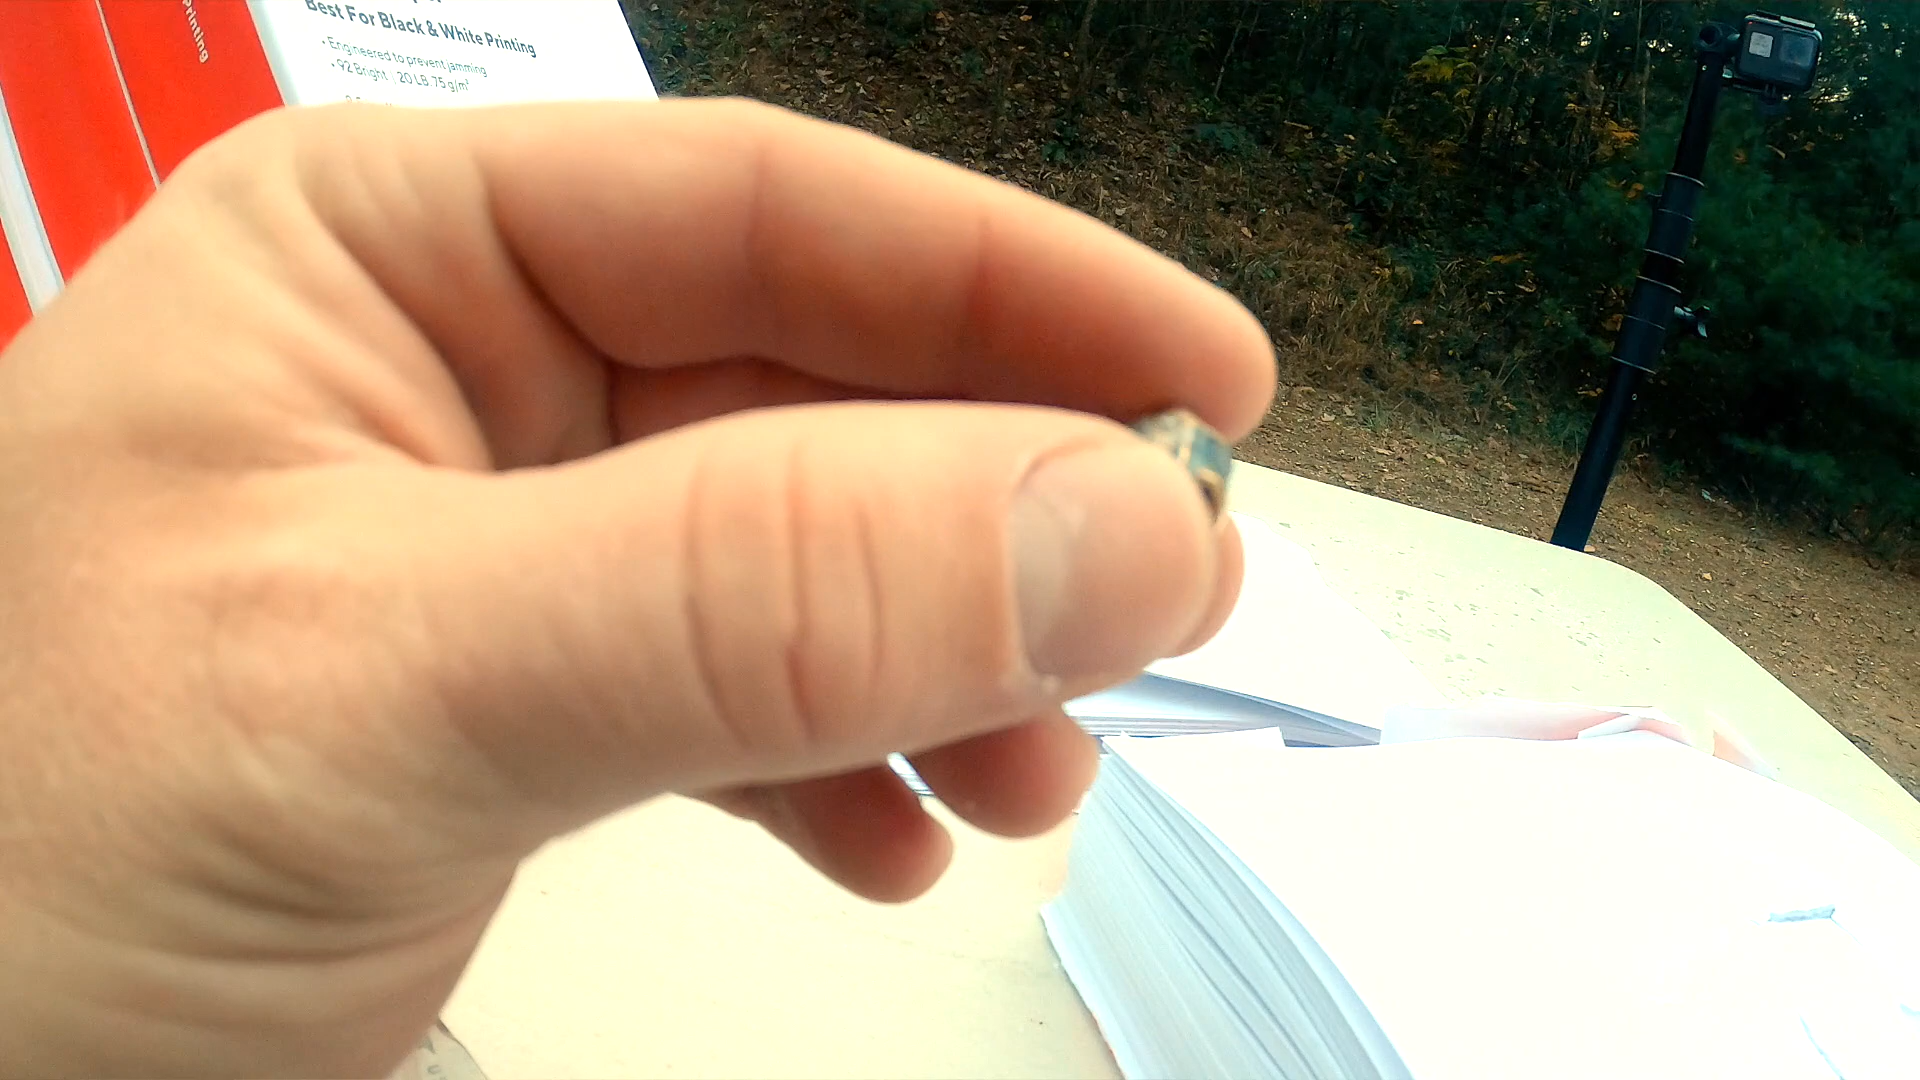 Printing
Best For Black & White Printing
• Engineered to prevent jamming
• 92 Bright | 20 LB. 75 g/m²